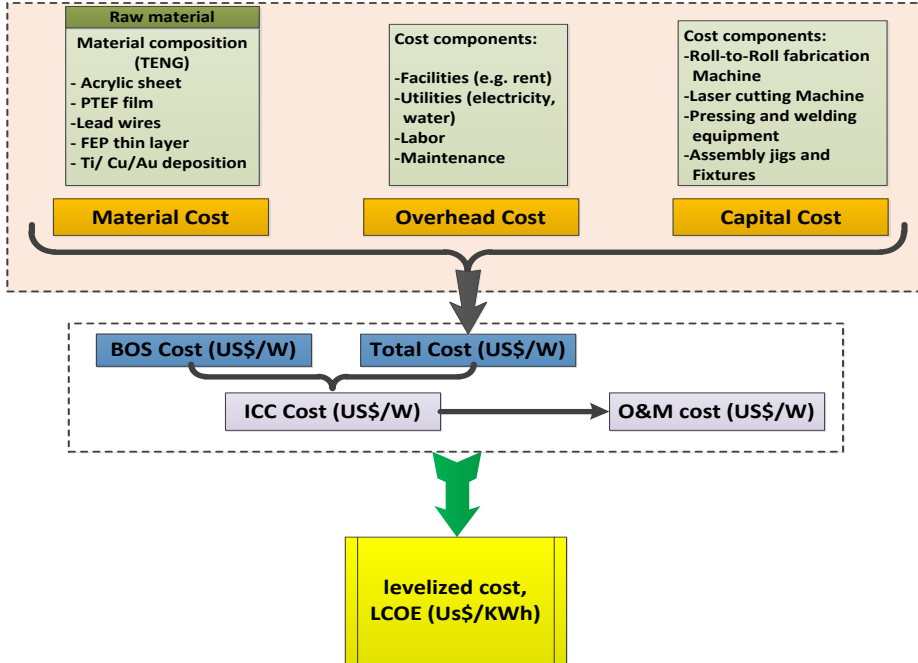 Raw material
Material composition
(TENG)
- Acrylic sheet
- PTEF film
-Lead wires
- FEP thin layer
- Ti/ Cu/Au deposition
Material Cost
Cost components:
-Facilities (e.g. rent)
-Utilities (electricity,
water)
-Labor
-Maintenance
Overhead Cost
Cost components:
-Roll-to-Roll fabrication
Machine
-Laser cutting Machine
-Pressing and welding
equipment
-Assembly jigs and
Fixtures
Capital Cost
BOS Cost (US$/W)
Total Cost (US$/W)
ICC Cost (US$/W)
O&M cost (US$/W)
levelized cost,
LCOE (Us$/KWh)